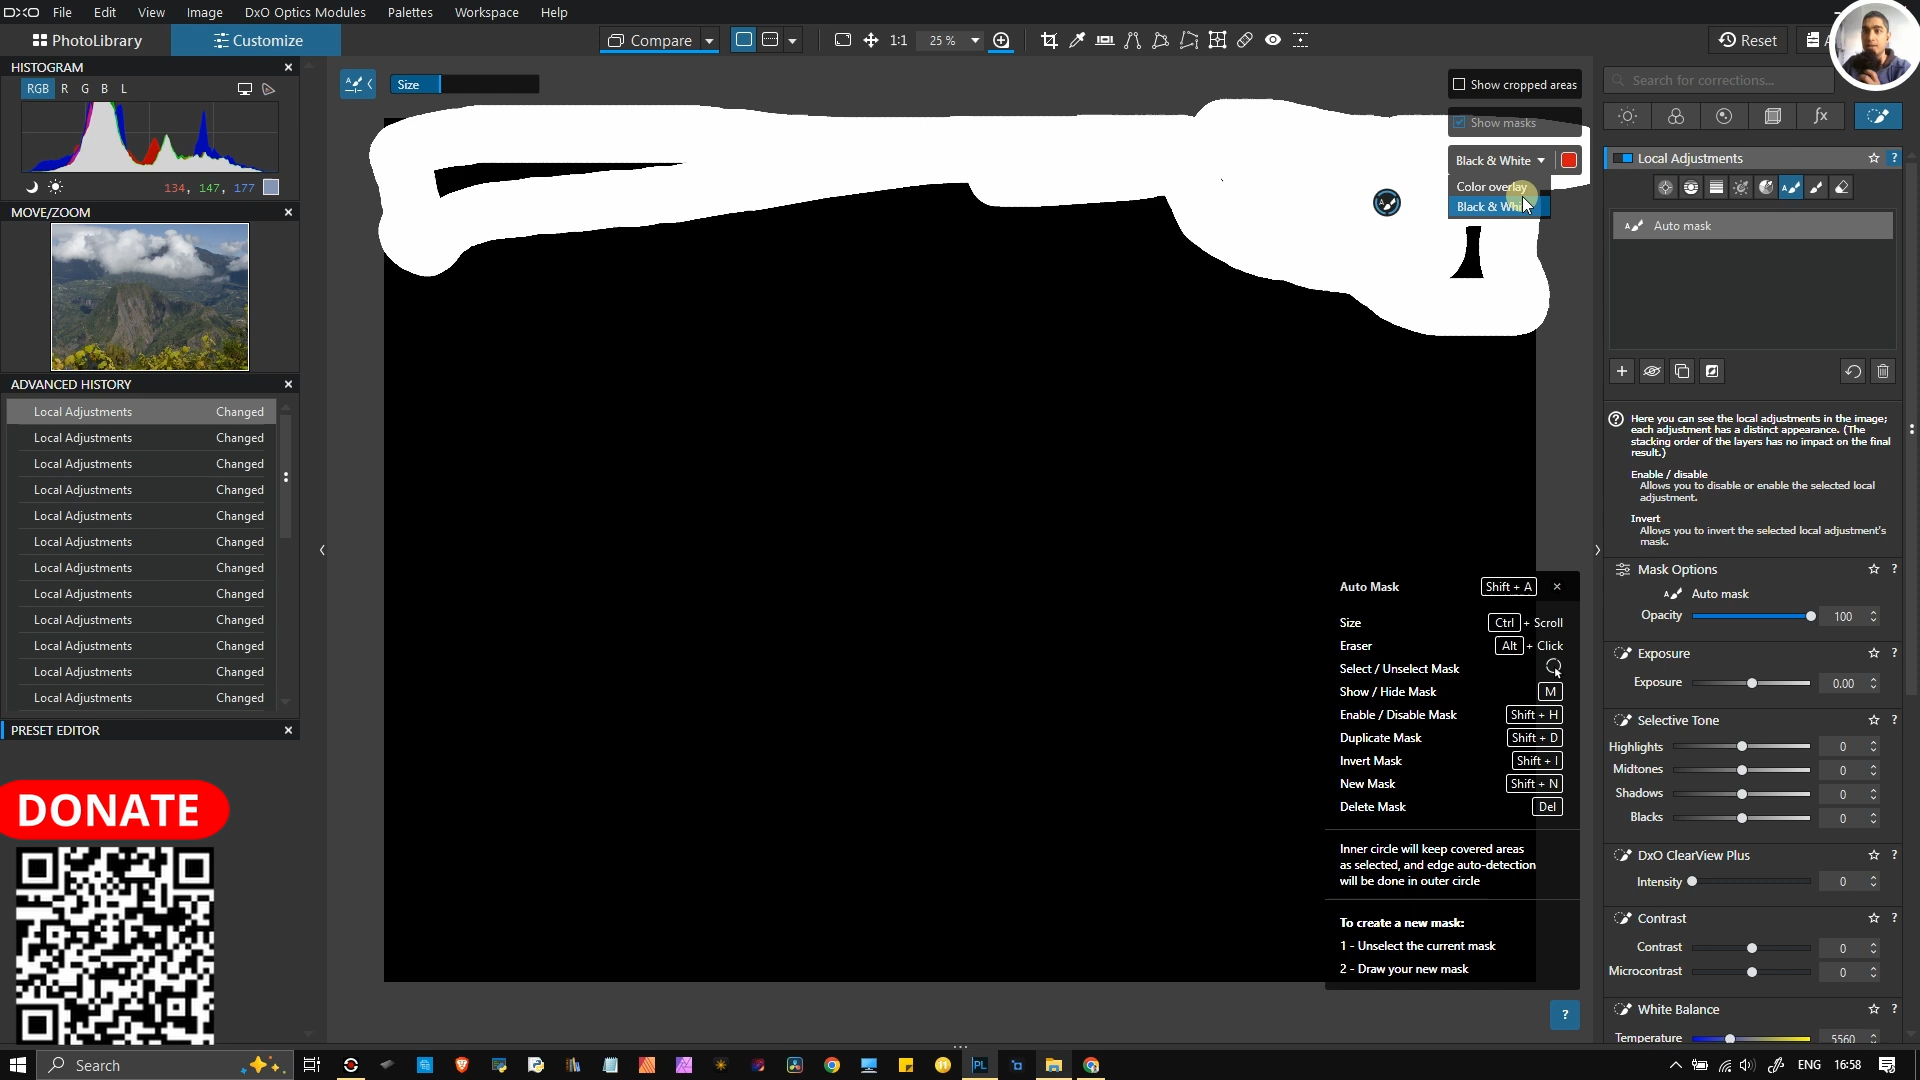 DXO File Edit View Image DxO Optics Modules Palettes Workspace Help
PhotoLibrary Customize Compare 1:1 25 % Reset
HISTOGRAM
RGB R G B L
134, 147, 177
MOVE/ZOOM
ADVANCED HISTORY
Local Adjustments Changed
Local Adjustments Changed
Local Adjustments Changed
Local Adjustments Changed
Local Adjustments Changed
Local Adjustments Changed
Local Adjustments Changed
Local Adjustments Changed
Local Adjustments Changed
Local Adjustments Changed
Local Adjustments Changed
Local Adjustments Changed
PRESET EDITOR
DONATE
Size
Show cropped areas
Show masks
Black & White
Color overlay
Black & Whi
Auto Mask Shift + A
Size Ctrl + Scroll
Eraser Alt + Click
Select / Unselect Mask
Show / Hide Mask M
Enable / Disable Mask Shift + H
Duplicate Mask Shift + D
Invert Mask Shift + I
New Mask Shift + N
Delete Mask Del
Inner circle will keep covered areas
as selected, and edge auto-detection
will be done in outer circle
To create a new mask:
1 - Unselect the current mask
2 - Draw your new mask
?
Search for corrections...
fx
Local Adjustments ?
Auto mask
Here you can see the local adjustments in the image;
each adjustment has a distinct appearance. (The
stacking order of the layers has no impact on the final
result.)
Enable / disable
Allows you to disable or enable the selected local
adjustment.
Invert
Allows you to invert the selected local adjustment's
mask.
Mask Options ?
Auto mask
Opacity 100
Exposure ?
Exposure 0.00
Selective Tone ?
Highlights 0
Midtones 0
Shadows 0
Blacks 0
DxO ClearView Plus ?
Intensity 0
Contrast ?
Contrast 0
Microcontrast 0
White Balance ?
Temperature 5560
Search
PL
ENG 16:58